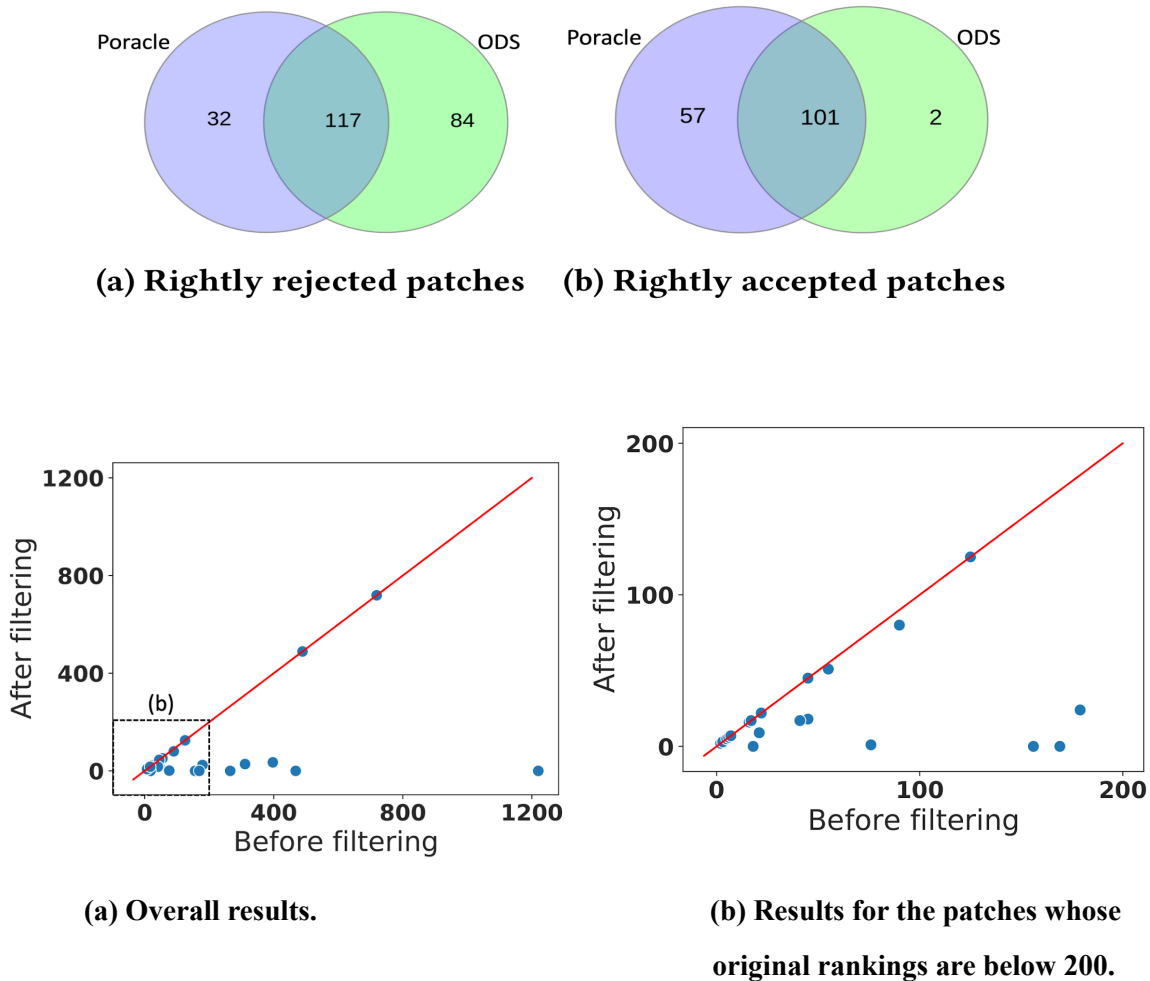 Poracle ODS
32 117 84
(a) Rightly rejected patches
Poracle ODS
57 101 2
(b) Rightly accepted patches
After filtering
1200
800
400
0
(b)
0 400 800 1200
Before filtering
(a) Overall results.
After filtering
200
100
0
0 100 200
Before filtering
(b) Results for the patches whose
original rankings are below 200.